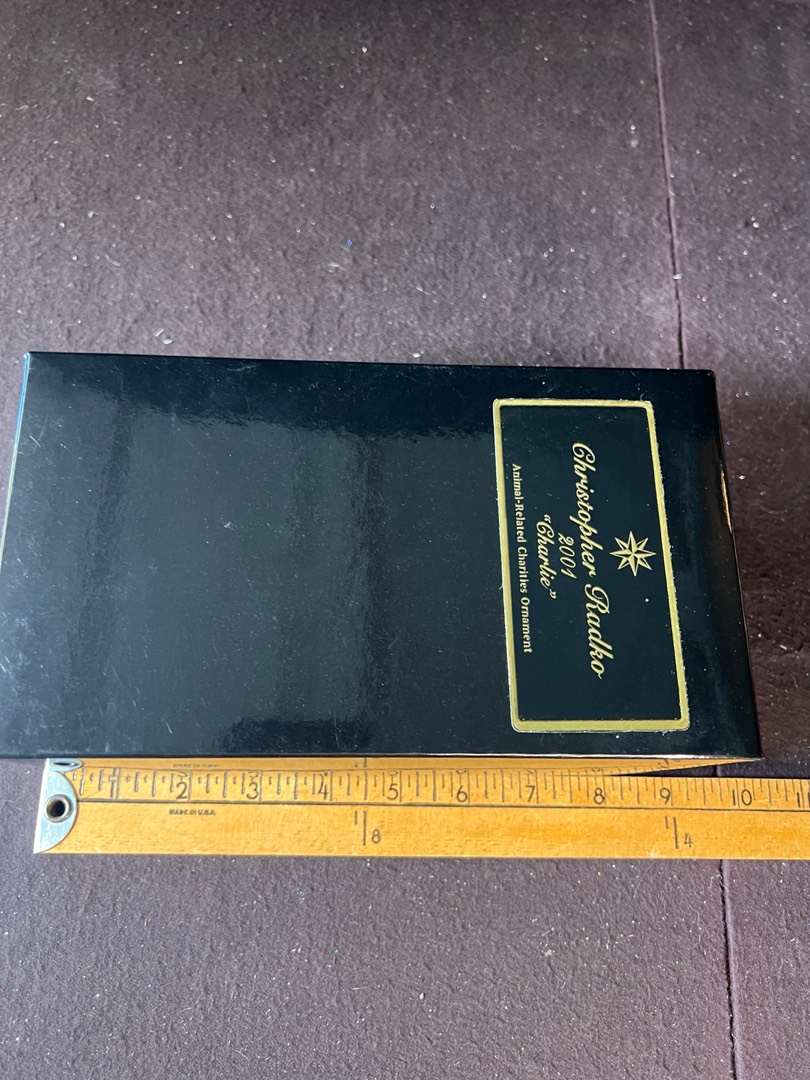 Christopher Radko
2001
"Charlie"
Animal-Related Charities Ornament
2 3 4 5 6 7 8 9 10
MADE IN U.S.A.
1 8 1 4